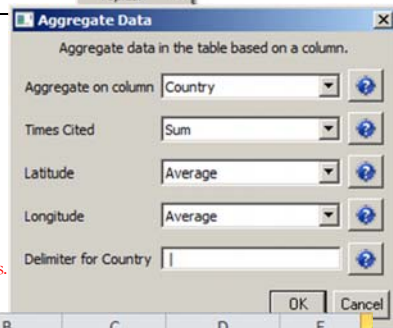 Aggregate Data
Aggregate data in the table based on a column.
Aggregate on column Country
Times Cited Sum
Latitude Average
Longitude Average
s.
Delimiter for Country |
OK Cancel
B C D E